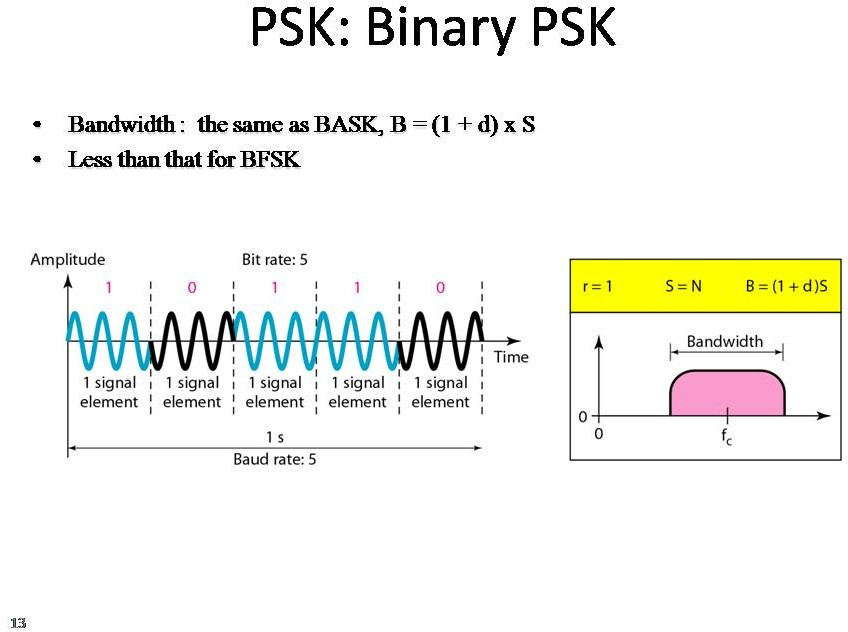 PSK: Binary PSK
• Bandwidth : the same as BASK, B = (1 + d) x S
• Less than that for BFSK
Amplitude
Bit rate: 5
1 0 1 1 0
Time
1 signal element
1 signal element
1 signal element
1 signal element
1 signal element
1 s
Baud rate: 5
r = 1 S = N B = (1 + d)S
Bandwidth
0
0
fc
13